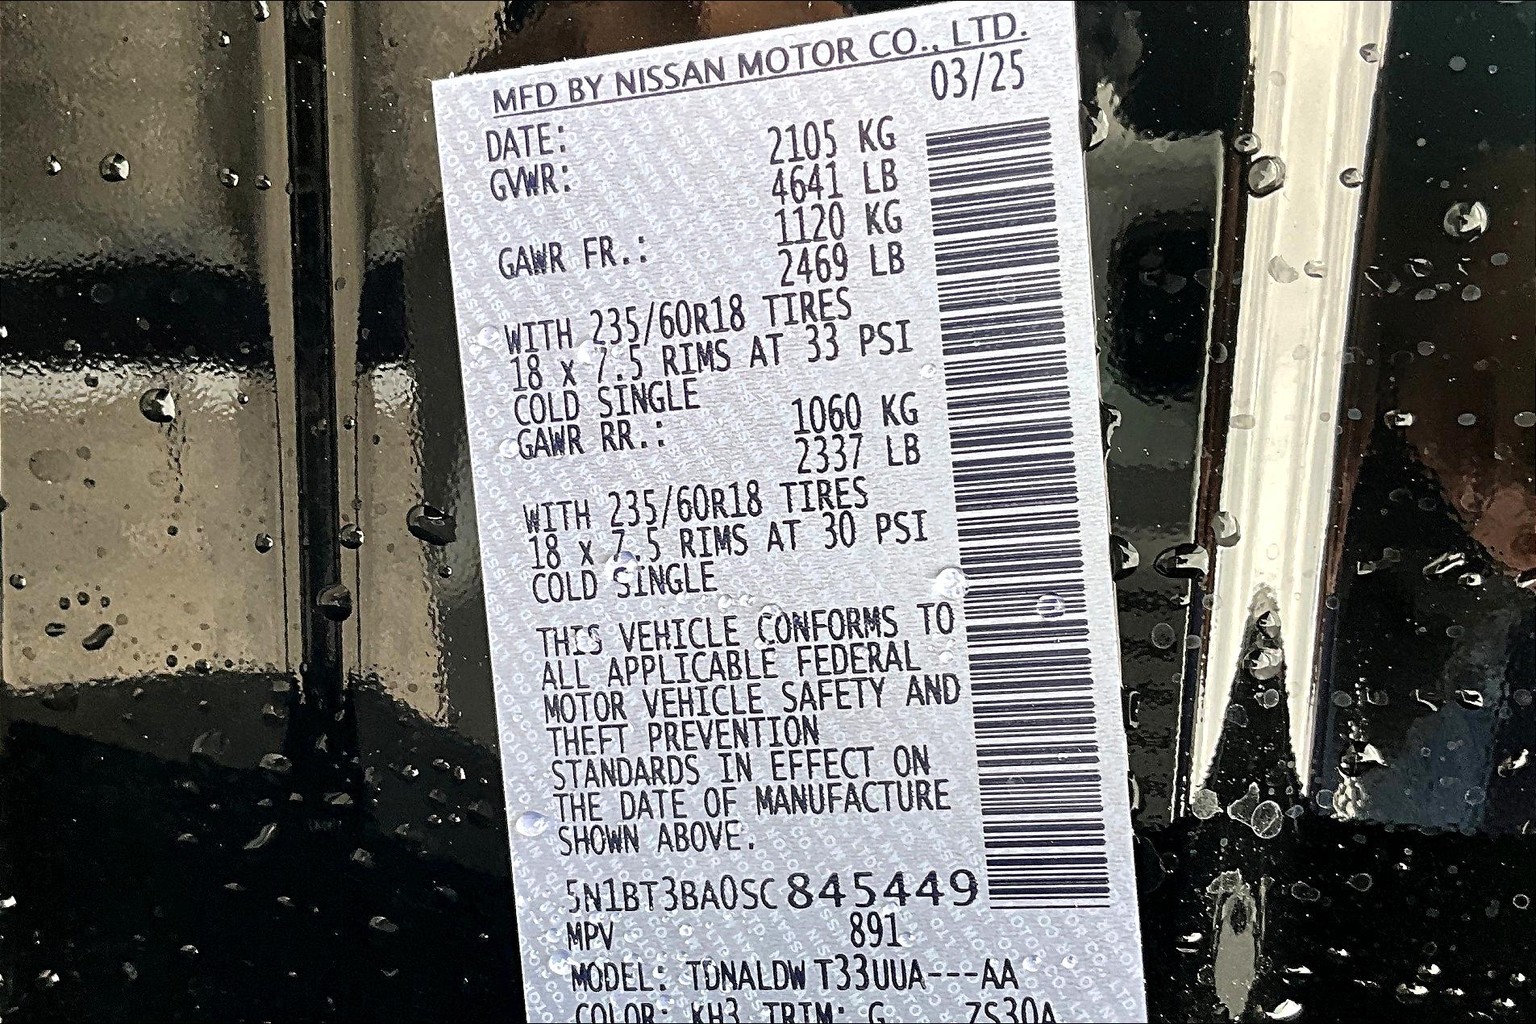 MFD BY NISSAN MOTOR CO., LTD.
DATE: 03/25
GVWR: 2105 KG
4641 LB
GAWR FR.: 1120 KG
2469 LB
WITH 235/60R18 TIRES
18 x 7.5 RIMS AT 33 PSI
COLD SINGLE
GAWR RR.: 1060 KG
2337 LB
WITH 235/60R18 TIRES
18 x 7.5 RIMS AT 30 PSI
COLD SINGLE
THIS VEHICLE CONFORMS TO
ALL APPLICABLE FEDERAL
MOTOR VEHICLE SAFETY AND
THEFT PREVENTION
STANDARDS IN EFFECT ON
THE DATE OF MANUFACTURE
SHOWN ABOVE.
5N1BT3BA0SC845449
MPV 891
MODEL: TDNALDW T33UUA---AA
COLOR: KH3 TRIM: G 7S30A